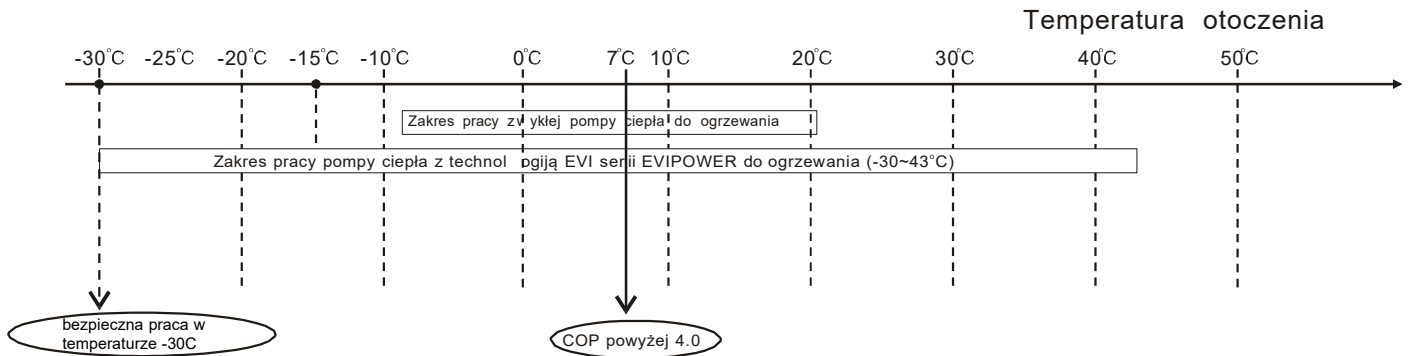 Temperatura otoczenia
-30°C -25°C -20°C -15°C -10°C 0°C 7°C 10°C 20°C 30°C 40°C 50°C
Zakres pracy zwykłej pompy ciepła do ogrzewania
Zakres pracy pompy ciepła z technol ogiją EVI serii EVIPOWER do ogrzewania (-30~43°C)
bezpieczna praca w
temperaturze -30C
COP powyżej 4.0